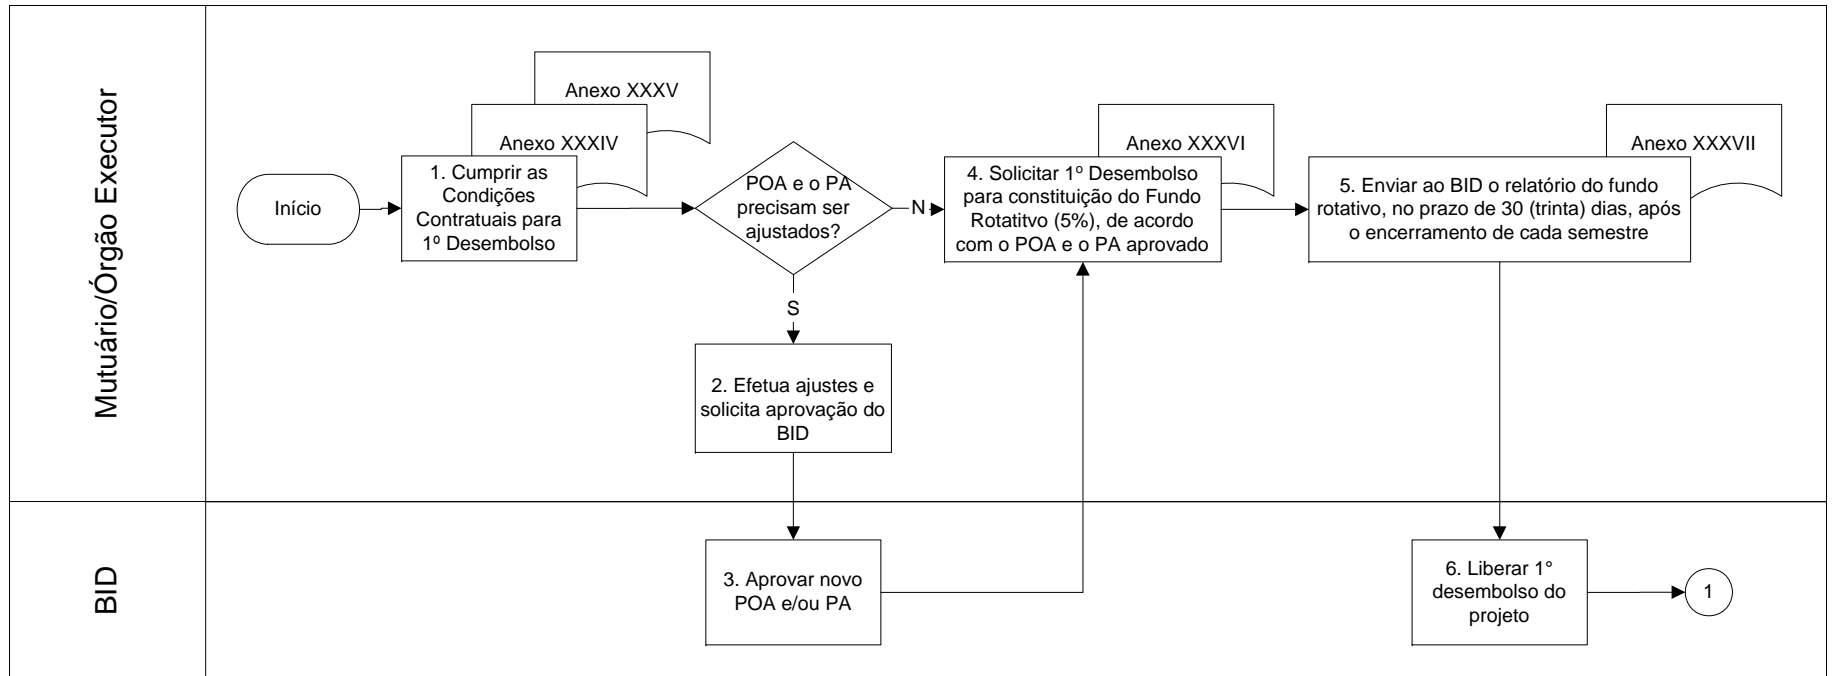 Mutuário/Órgão Executor
Anexo XXXV
Anexo XXXIV
Início
1. Cumprir as
Condições
Contratuais para
1º Desembolso
POA e o PA
precisam ser
ajustados?
N
S
2. Efetua ajustes e
solicita aprovação do
BID
Anexo XXXVI
4. Solicitar 1º Desembolso
para constituição do Fundo
Rotatitvo (5%), de acordo
com o POA e o PA aprovado
Anexo XXXVII
5. Enviar ao BID o relatório do fundo
rotativo, no prazo de 30 (trinta) dias, após
o encerramento de cada semestre
BID
3. Aprovar novo
POA e/ou PA
6. Liberar 1°
desembolso do
projeto
1